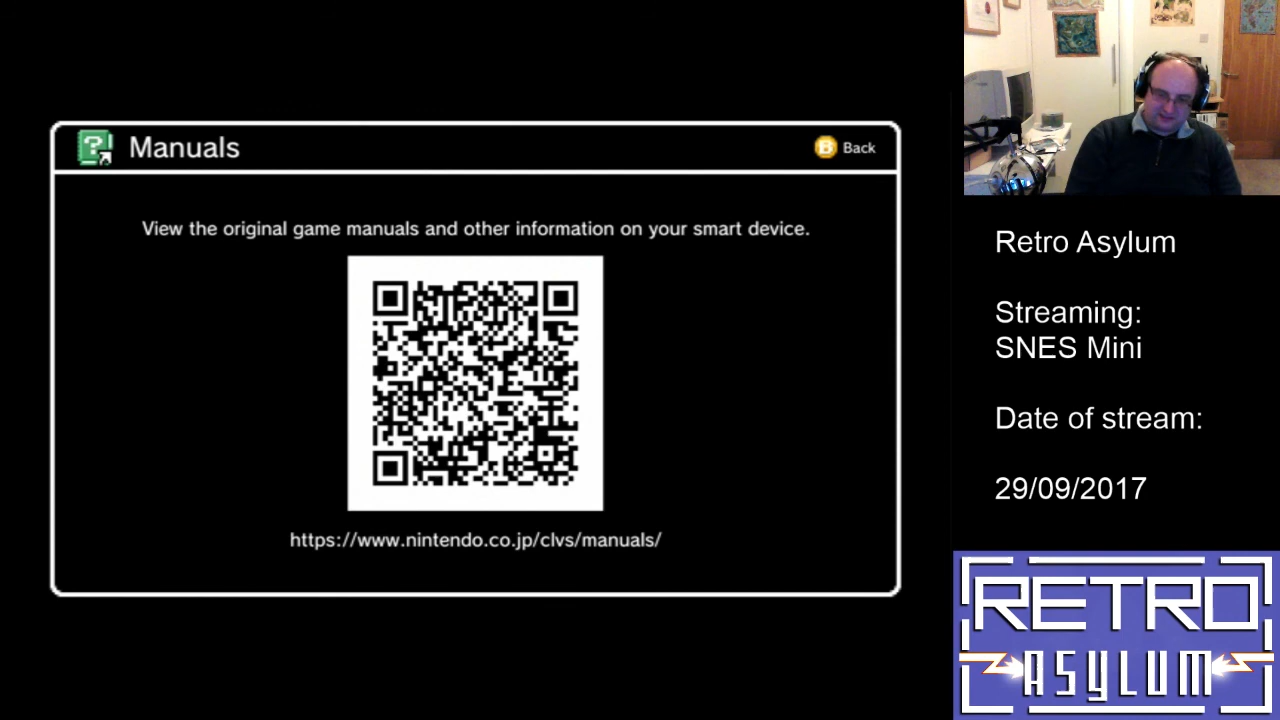 Manuals
B Back
View the original game manuals and other information on your smart device.
https://www.nintendo.co.jp/clvs/manuals/
Retro Asylum
Streaming:
SNES Mini
Date of stream:
29/09/2017
RETRO
ASYLUM